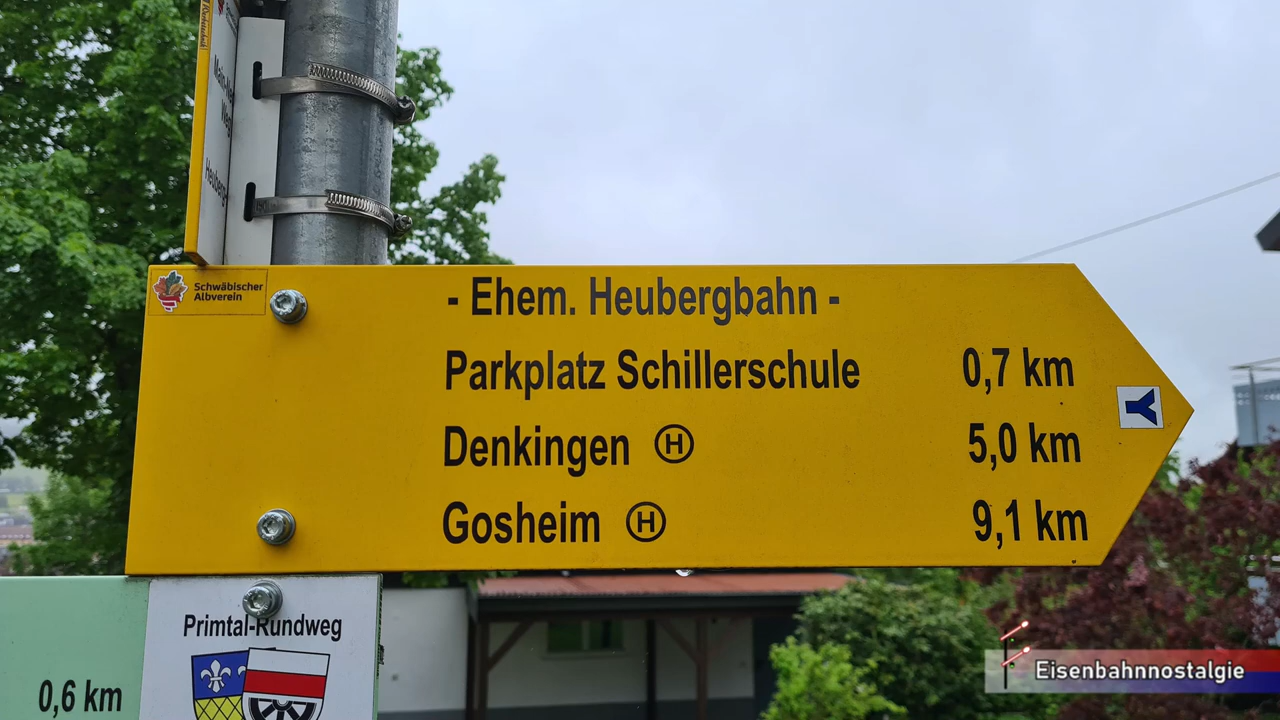 Schwäbischer
Albverein
- Ehem. Heubergbahn -
Parkplatz Schillerschule 0,7 km
Denkingen H 5,0 km
Gosheim H 9,1 km
Primtal-Rundweg
0,6 km
Eisenbahnnostalgie